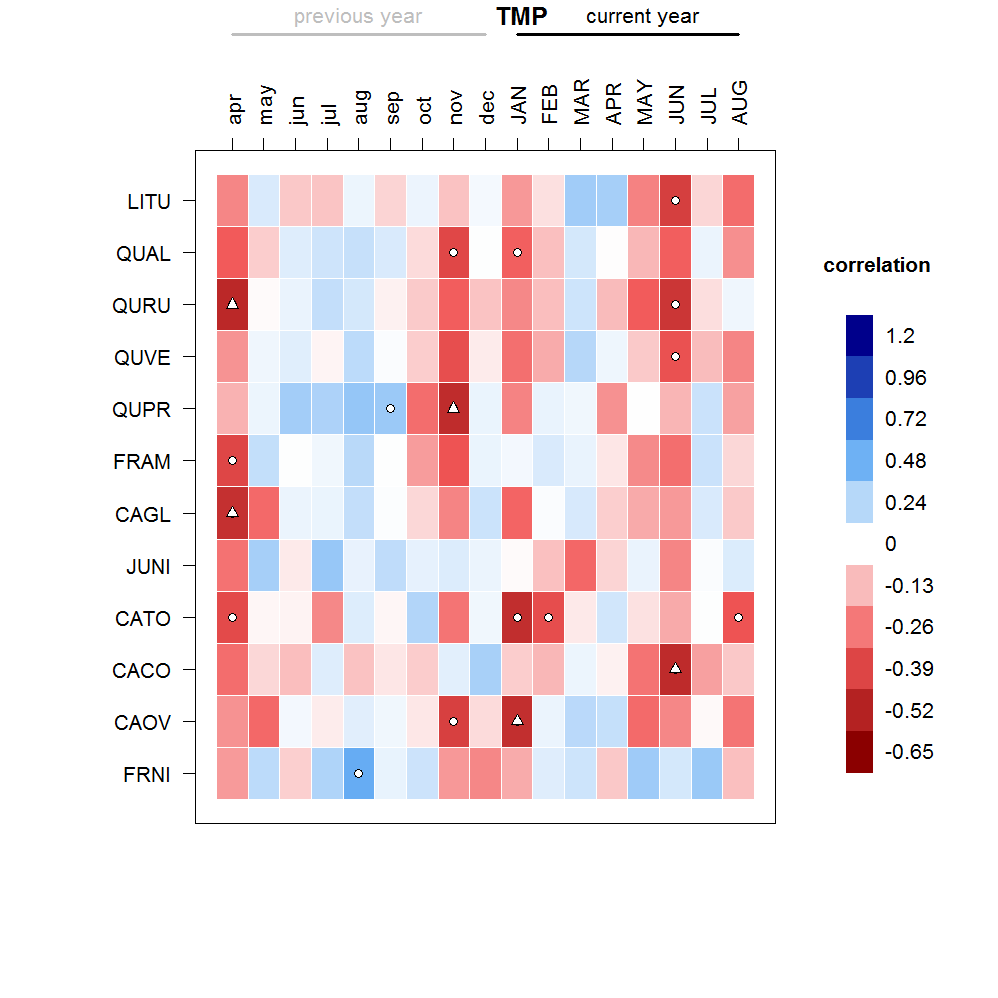 previous year TMP current year
apr may jun jul aug sep oct nov dec JAN FEB MAR APR MAY JUN JUL AUG
LITU
QUAL
QURU
QUVE
QUPR
FRAM
CAGL
JUNI
CATO
CACO
CAOV
FRNI
correlation
1.2
0.96
0.72
0.48
0.24
0
-0.13
-0.26
-0.39
-0.52
-0.65